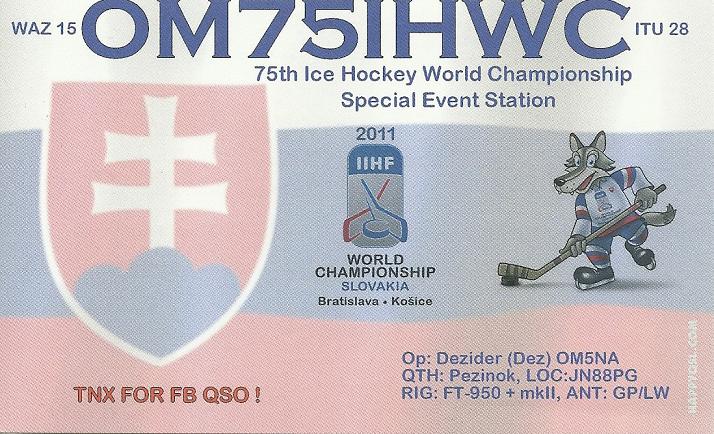 WAZ 15 OM75IHWC ITU 28
75th Ice Hockey World Championship
Special Event Station
2011
IIHF
WORLD
CHAMPIONSHIP
SLOVAKIA
Bratislava • Košice
Op: Dezider (Dez) OM5NA
QTH: Pezinok, LOC:JN88PG
RIG: FT-950 + mkII, ANT: GP/LW
TNX FOR FB QSO !
HAPPYQSL.COM